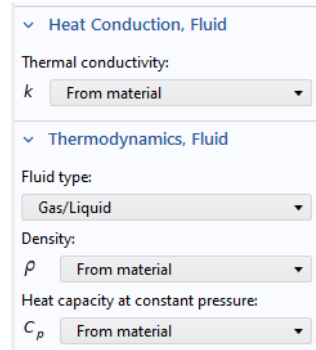 Heat Conduction, Fluid
Thermal conductivity:
k From material
Thermodynamics, Fluid
Fluid type:
Gas/Liquid
Density:
ρ From material
Heat capacity at constant pressure:
Cp From material